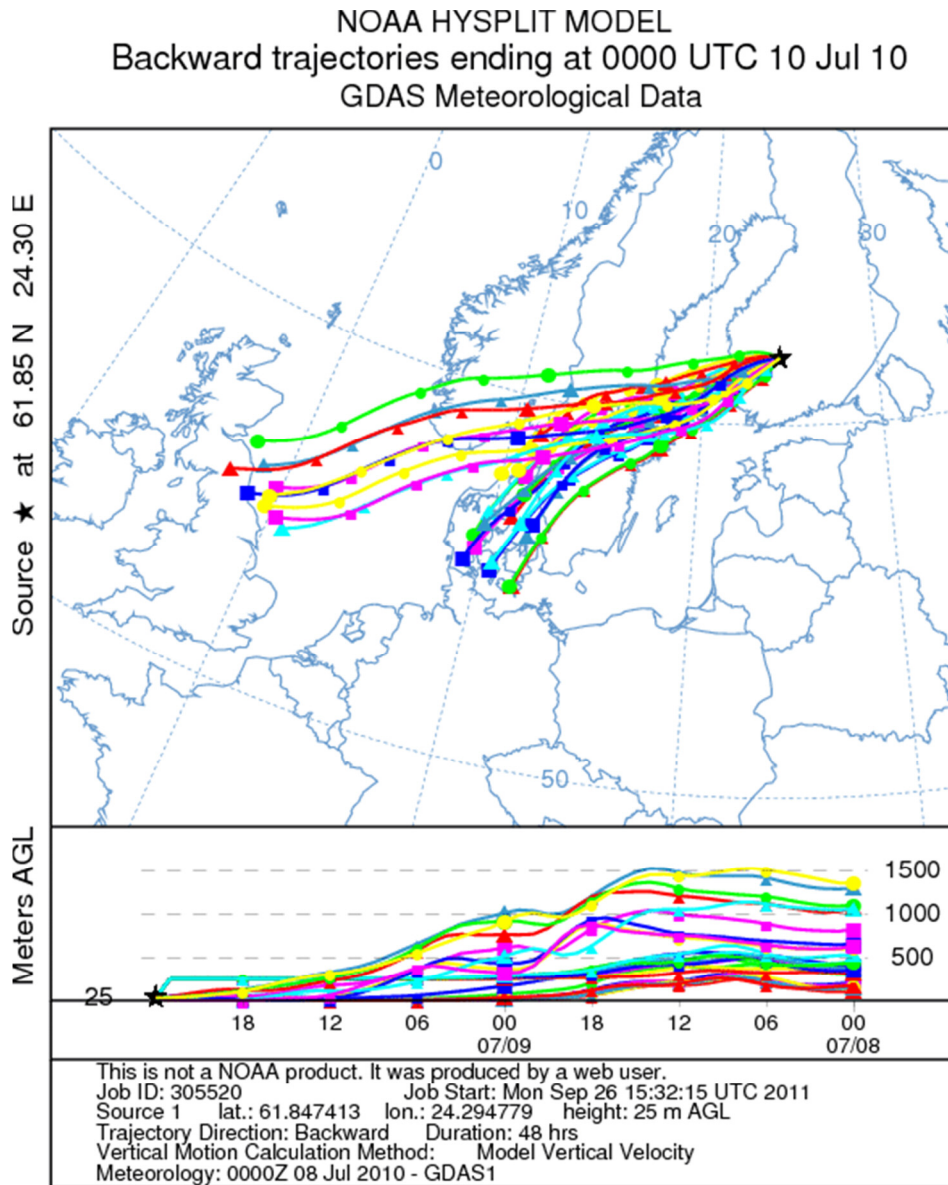 NOAA HYSPLIT MODEL
Backward trajectories ending at 0000 UTC 10 Jul 10
GDAS Meteorological Data
Source ★ at 61.85 N 24.30 E
0
10
20
30
50
Meters AGL
1500
1000
500
25
18 12 06 00 18 12 06 00
07/09 07/08
This is not a NOAA product. It was produced by a web user.
Job ID: 305520 Job Start: Mon Sep 26 15:32:15 UTC 2011
Source 1 lat.: 61.847413 lon.: 24.294779 height: 25 m AGL
Trajectory Direction: Backward Duration: 48 hrs
Vertical Motion Calculation Method: Model Vertical Velocity
Meteorology: 0000Z 08 Jul 2010 - GDAS1